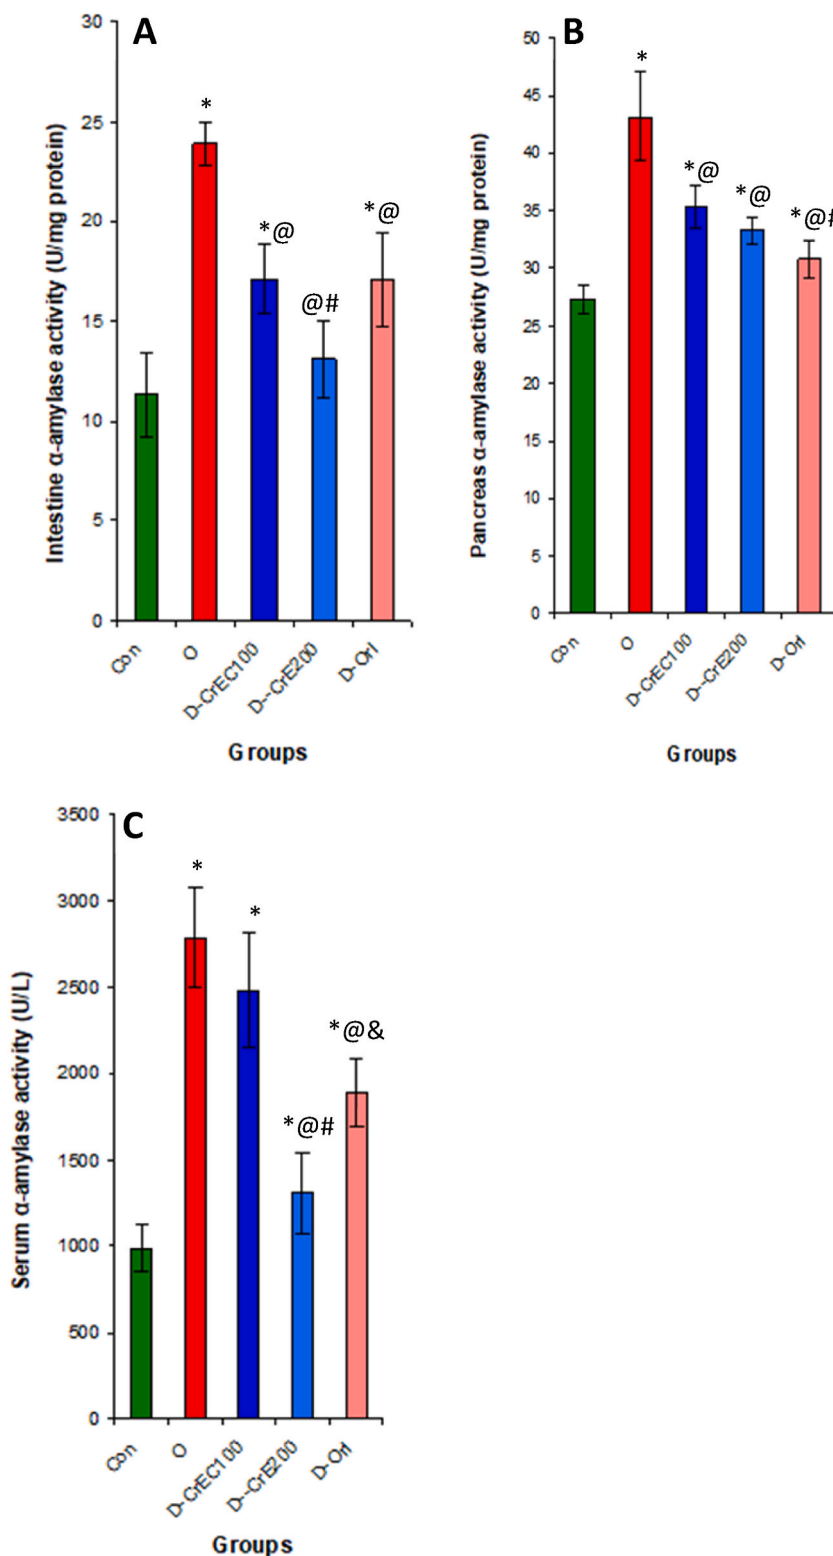 A
Intestine α-amylase activity (U/mg protein)
30
25
20
15
10
5
0
*
*@
@#
*@
Con
O
D-CrEC100
D--CrE200
D-Orl
Groups
B
Pancreas α-amylase activity (U/mg protein)
50
45
40
35
30
25
20
15
10
5
0
*
*@
*@
*@#
Con
O
D-CrEC100
D--CrE200
D-Orl
Groups
C
Serum α-amylase activity (U/L)
3500
3000
2500
2000
1500
1000
500
0
*
*
*@#
*@&
Con
O
D-CrEC100
D--CrE200
D-Orl
Groups